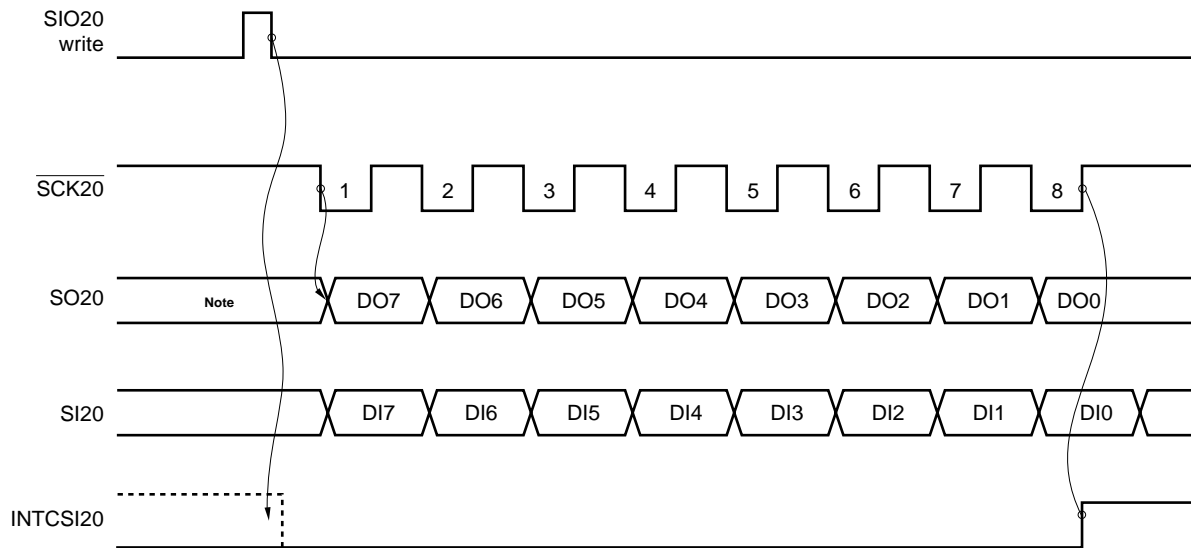 SIO20
write
SCK20
1 2 3 4 5 6 7 8
SO20 Note DO7 DO6 DO5 DO4 DO3 DO2 DO1 DO0
SI20 DI7 DI6 DI5 DI4 DI3 DI2 DI1 DI0
INTCSI20